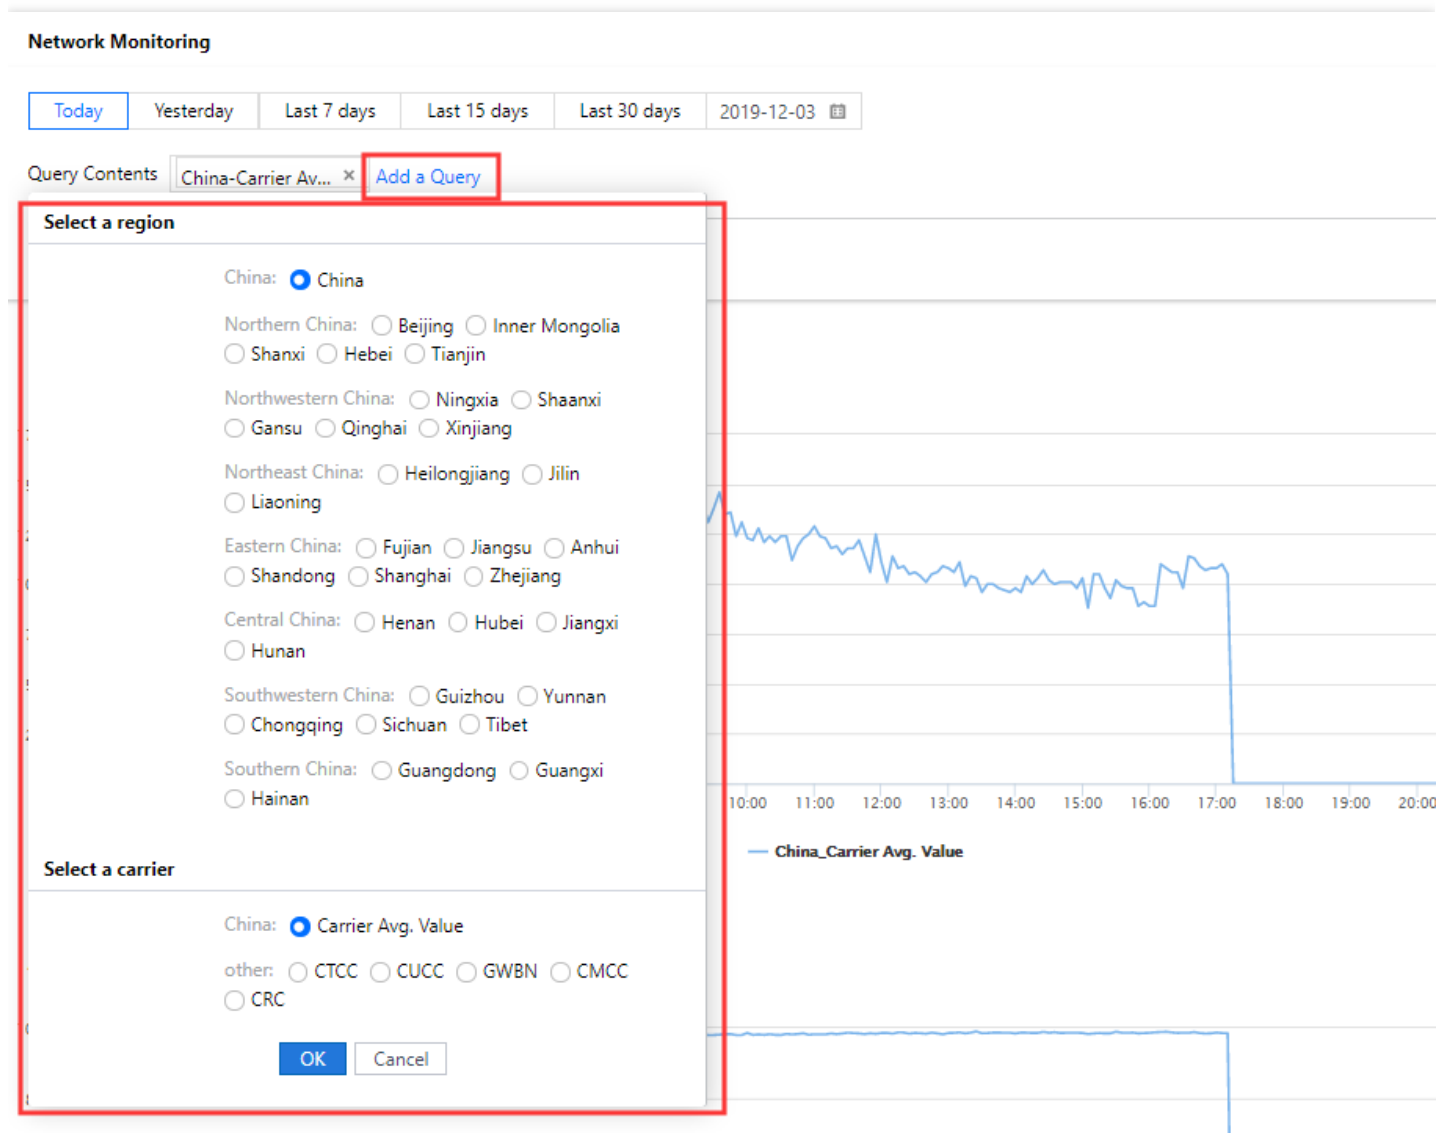 Network Monitoring
Today Yesterday Last 7 days Last 15 days Last 30 days 2019-12-03
Query Contents China-Carrier Av... × Add a Query
Select a region
China: China
Northern China: Beijing Inner Mongolia
Shanxi Hebei Tianjin
Northwestern China: Ningxia Shaanxi
Gansu Qinghai Xinjiang
Northeast China: Heilongjiang Jilin
Liaoning
Eastern China: Fujian Jiangsu Anhui
Shandong Shanghai Zhejiang
Central China: Henan Hubei Jiangxi
Hunan
Southwestern China: Guizhou Yunnan
Chongqing Sichuan Tibet
Southern China: Guangdong Guangxi
Hainan
10:00 11:00 12:00 13:00 14:00 15:00 16:00 17:00 18:00 19:00 20:00
China_Carrier Avg. Value
Select a carrier
China: Carrier Avg. Value
other: CTCC CUCC GWBN CMCC
CRC
OK Cancel